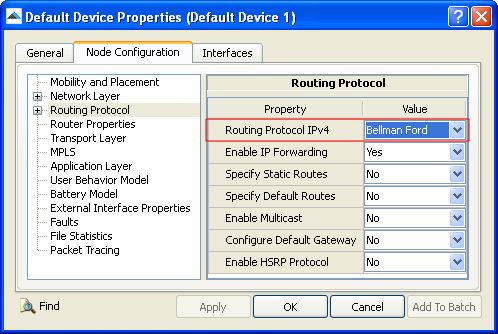 Default Device Properties (Default Device 1)
General Node Configuration Interfaces
Mobility and Placement
Network Layer
Routing Protocol
Router Properties
Transport Layer
MPLS
Application Layer
User Behavior Model
Battery Model
External Interface Properties
Faults
File Statistics
Packet Tracing
Routing Protocol
Property Value
Routing Protocol IPv4 Bellman Ford
Enable IP Forwarding Yes
Specify Static Routes No
Specify Default Routes No
Enable Multicast No
Configure Default Gateway No
Enable HSRP Protocol No
Find Apply OK Cancel Add To Batch